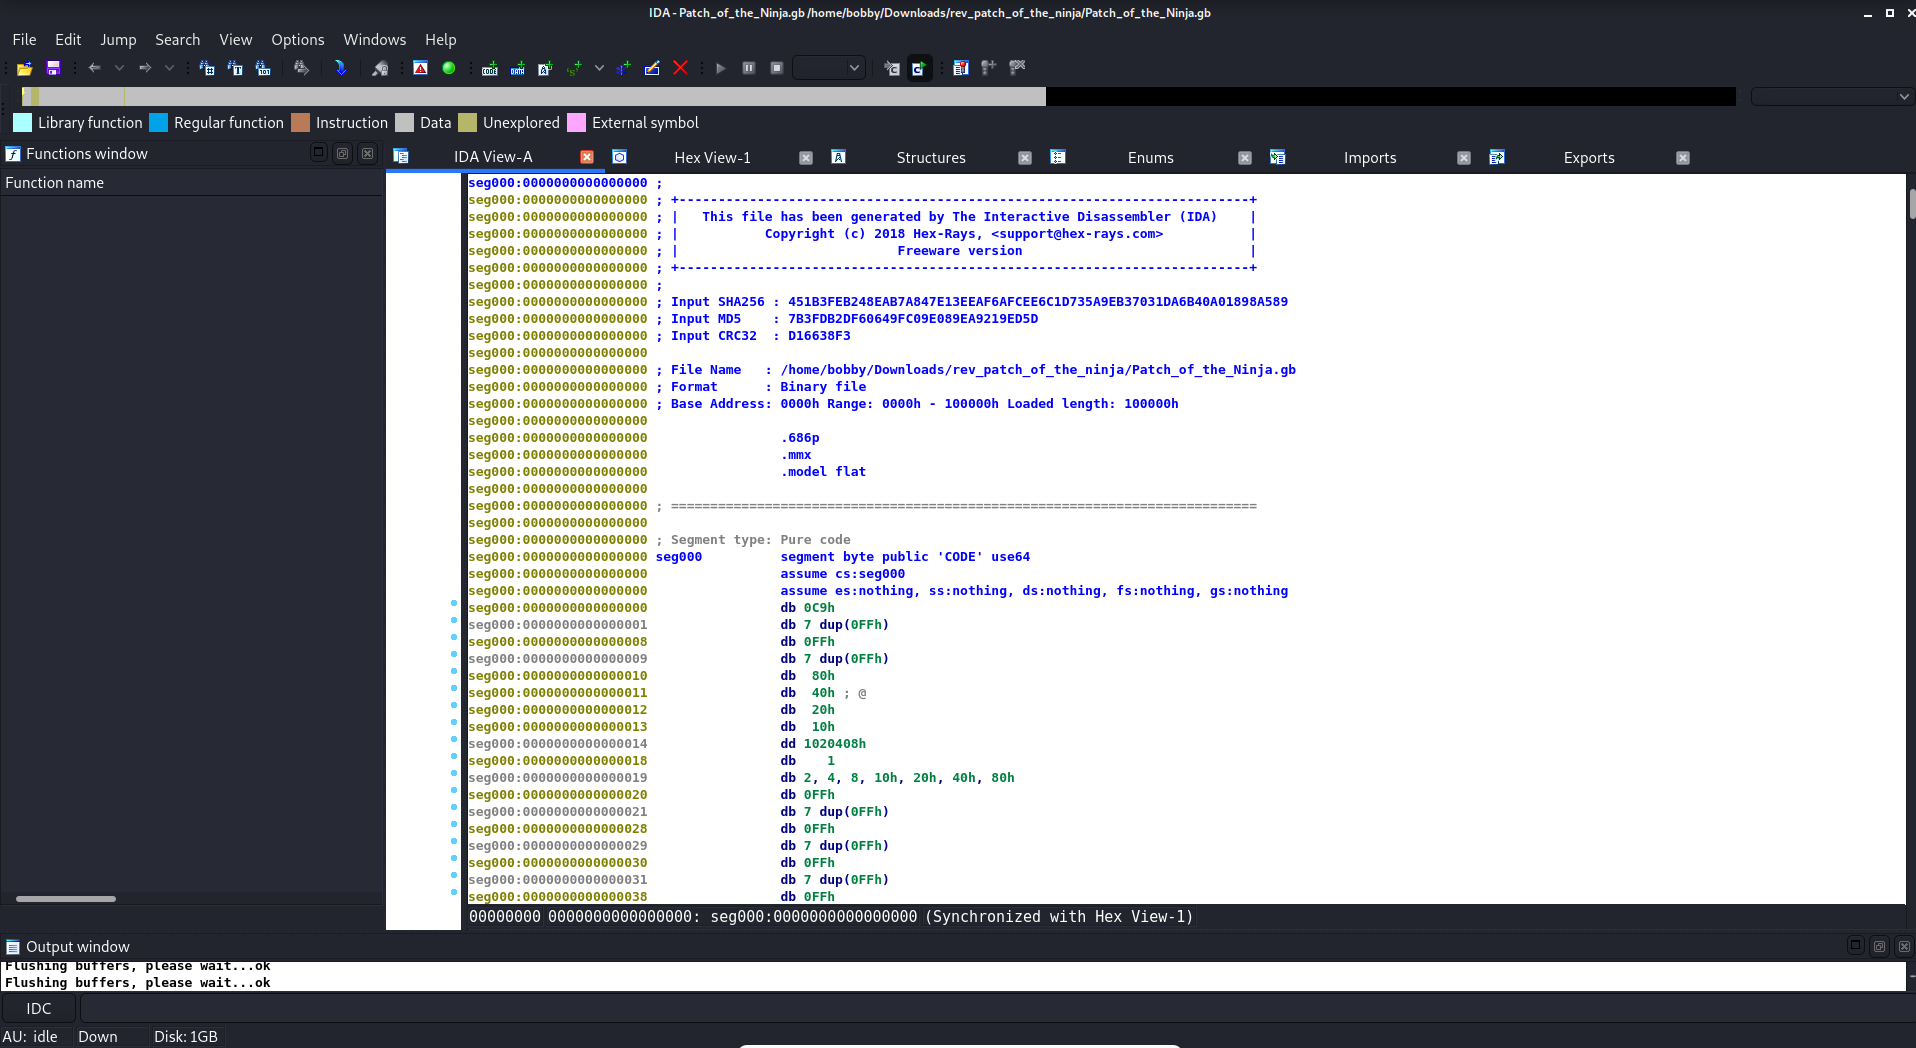 IDA - Patch_of_the_Ninja.gb /home/bobby/Downloads/rev_patch_of_the_ninja/Patch_of_the_Ninja.gb
File Edit Jump Search View Options Windows Help
Library function Regular function Instruction Data Unexplored External symbol
Functions window
Function name
IDA View-A Hex View-1 Structures Enums Imports Exports
seg000:0000000000000000 ;
seg000:0000000000000000 ; +-------------------------------------------------------------------------+
seg000:0000000000000000 ; |   This file has been generated by The Interactive Disassembler (IDA)    |
seg000:0000000000000000 ; |           Copyright (c) 2018 Hex-Rays, <support@hex-rays.com>           |
seg000:0000000000000000 ; |                            Freeware version                             |
seg000:0000000000000000 ; +-------------------------------------------------------------------------+
seg000:0000000000000000 ;
seg000:0000000000000000 ; Input SHA256 : 451B3FEB248EAB7A847E13EEAF6AFCEE6C1D735A9EB37031DA6B40A01898A589
seg000:0000000000000000 ; Input MD5    : 7B3FDB2DF60649FC09E089EA9219ED5D
seg000:0000000000000000 ; Input CRC32  : D16638F3
seg000:0000000000000000
seg000:0000000000000000 ; File Name   : /home/bobby/Downloads/rev_patch_of_the_ninja/Patch_of_the_Ninja.gb
seg000:0000000000000000 ; Format      : Binary file
seg000:0000000000000000 ; Base Address: 0000h Range: 0000h - 100000h Loaded length: 100000h
seg000:0000000000000000
seg000:0000000000000000                 .686p
seg000:0000000000000000                 .mmx
seg000:0000000000000000                 .model flat
seg000:0000000000000000
seg000:0000000000000000 ; ===========================================================================
seg000:0000000000000000
seg000:0000000000000000 ; Segment type: Pure code
seg000:0000000000000000 seg000          segment byte public 'CODE' use64
seg000:0000000000000000                 assume cs:seg000
seg000:0000000000000000                 assume es:nothing, ss:nothing, ds:nothing, fs:nothing, gs:nothing
seg000:0000000000000000                 db 0C9h
seg000:0000000000000001                 db 7 dup(0FFh)
seg000:0000000000000008                 db 0FFh
seg000:0000000000000009                 db 7 dup(0FFh)
seg000:0000000000000010                 db  80h
seg000:0000000000000011                 db  40h ; @
seg000:0000000000000012                 db  20h
seg000:0000000000000013                 db  10h
seg000:0000000000000014                 dd 1020408h
seg000:0000000000000018                 db    1
seg000:0000000000000019                 db 2, 4, 8, 10h, 20h, 40h, 80h
seg000:0000000000000020                 db 0FFh
seg000:0000000000000021                 db 7 dup(0FFh)
seg000:0000000000000028                 db 0FFh
seg000:0000000000000029                 db 7 dup(0FFh)
seg000:0000000000000030                 db 0FFh
seg000:0000000000000031                 db 7 dup(0FFh)
seg000:0000000000000038                 db 0FFh
00000000 0000000000000000: seg000:0000000000000000 (Synchronized with Hex View-1)
Output window
Flushing buffers, please wait...ok
Flushing buffers, please wait...ok
IDC
AU: idle Down Disk: 1GB